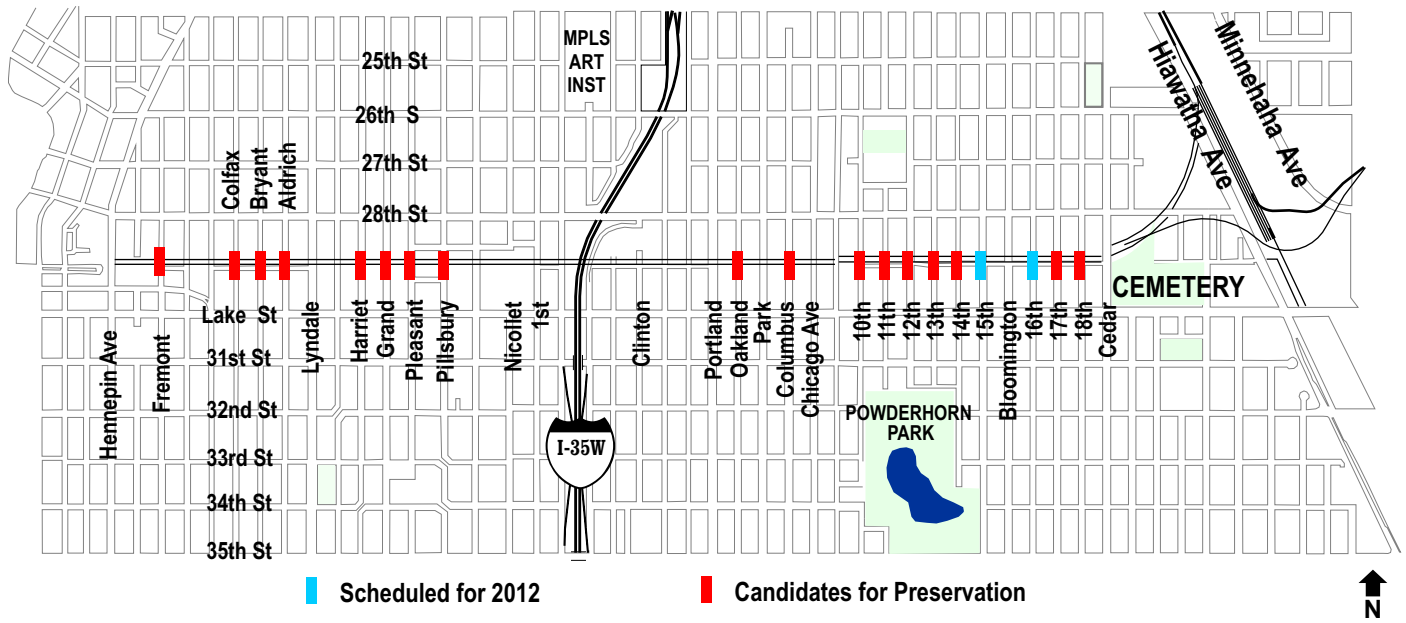 MPLS
ART
INST
25th St
26th S
27th St
28th St
Colfax
Bryant
Aldrich
Hiawatha Ave
Minnehaha Ave
CEMETERY
Lake St
31st St
32nd St
33rd St
34th St
35th St
Hennepin Ave
Fremont
Lyndale
Harriet
Grand
Pleasant
Pillsbury
Nicollet
1st
Clinton
Portland
Oakland
Park
Columbus
Chicago Ave
10th
11th
12th
13th
14th
15th
Bloomington
16th
17th
18th
Cedar
POWDERHORN
PARK
I-35W
Scheduled for 2012
Candidates for Preservation
N